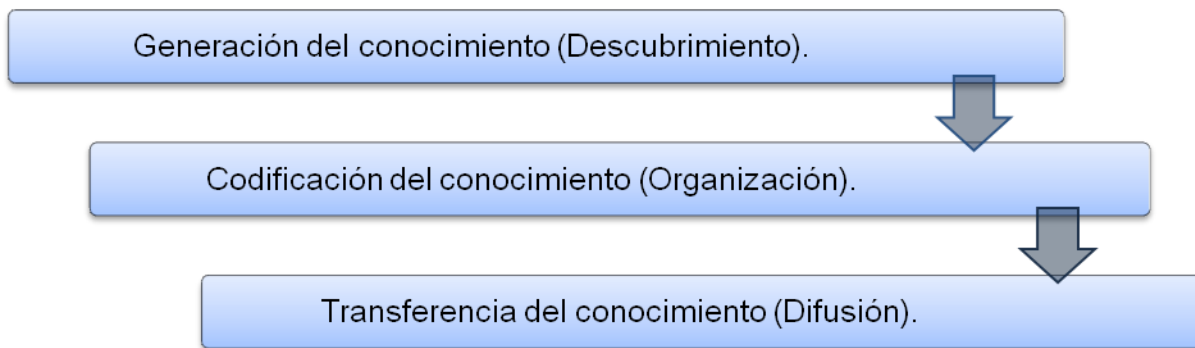 Generación del conocimiento (Descubrimiento).
Codificación del conocimiento (Organización).
Transferencia del conocimiento (Difusión).